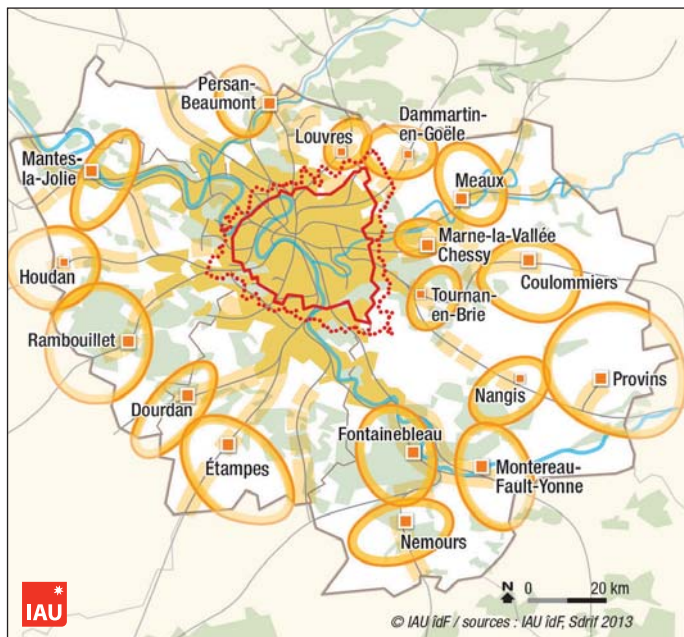 Persan-
Beaumont
Louvres
Dammartin-
en-Goële
Mantes-
la-Jolie
Meaux
Marne-la-Vallée
Chessy
Houdan
Coulommiers
Tournan-
en-Brie
Rambouillet
Nangis
Provins
Dourdan
Fontainebleau
Étampes
Montereau-
Fault-Yonne
Nemours
N 0 20 km
IAU
© IAU îdF / sources : IAU îdF, Sdrif 2013